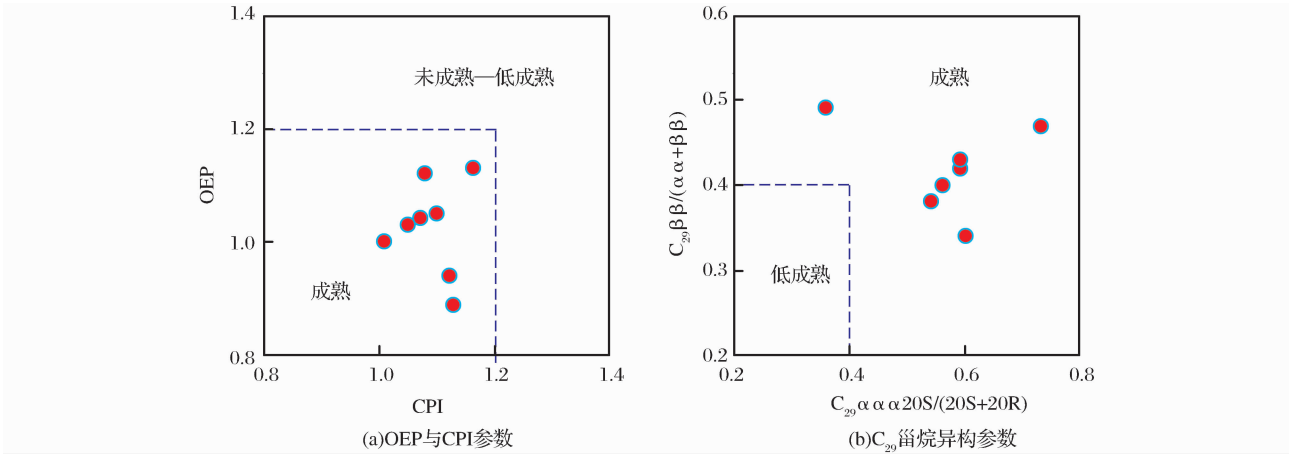 1.4
1.2
1.0
0.8
OEP
未成熟—低成熟
成熟
0.8 1.0 1.2 1.4
CPI
(a)OEP与CPI参数
0.6
0.5
0.4
0.3
0.2
C29ββ/(αα+ββ)
成熟
低成熟
0.2 0.4 0.6 0.8
C29ααα20S/(20S+20R)
(b)C29甾烷异构参数